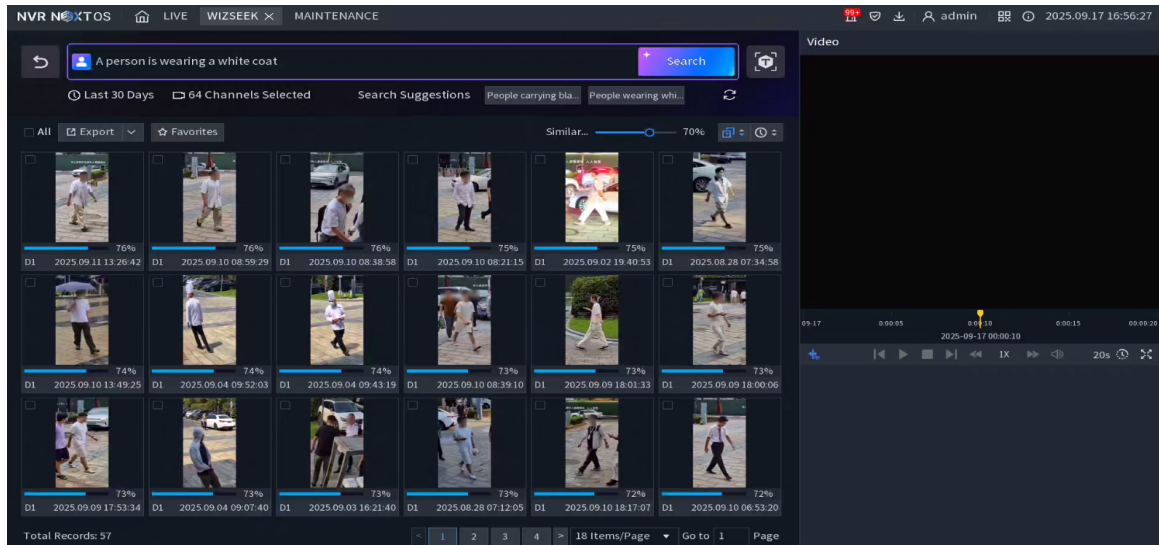 NVR NEXTOS LIVE WIZSEEK × MAINTENANCE 99+ admin 2025.09.17 16:56:27
A person is wearing a white coat Search
Video
Last 30 Days 64 Channels Selected Search Suggestions People carrying bla... People wearing whi...
All Export Favorites Similar... 70%
76% 76% 76% 75% 75% 75%
D1 2025.09.11 13:26:42 D1 2025.09.10 08:59:29 D1 2025.09.10 08:38:58 D1 2025.09.10 08:21:15 D1 2025.09.02 19:40:53 D1 2025.08.28 07:34:58
09-17 0:00:05 0:00:10 0:00:15 00:00:20
2025-09-17 00:00:10
1X 20s
74% 74% 74% 73% 73% 73%
D1 2025.09.10 13:49:25 D1 2025.09.04 09:52:03 D1 2025.09.04 09:43:19 D1 2025.09.10 08:39:10 D1 2025.09.09 18:01:33 D1 2025.09.09 18:00:06
73% 73% 73% 73% 72% 72%
D1 2025.09.09 17:53:34 D1 2025.09.04 09:07:40 D1 2025.09.03 16:21:40 D1 2025.08.28 07:12:05 D1 2025.09.10 18:17:07 D1 2025.09.10 06:53:20
Total Records: 57 < 1 2 3 4 > 18 Items/Page Go to 1 Page